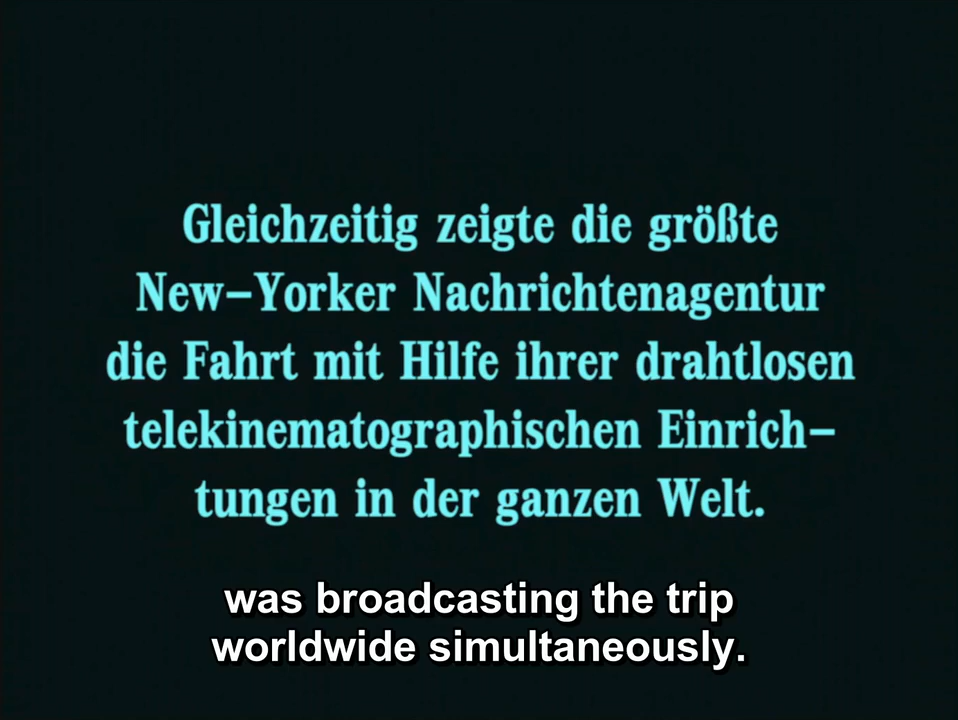 Gleichzeitig zeigte die größte
New-Yorker Nachrichtenagentur
die Fahrt mit Hilfe ihrer drahtlosen
telekinematographischen Einrich-
tungen in der ganzen Welt.
was broadcasting the trip
worldwide simultaneously.